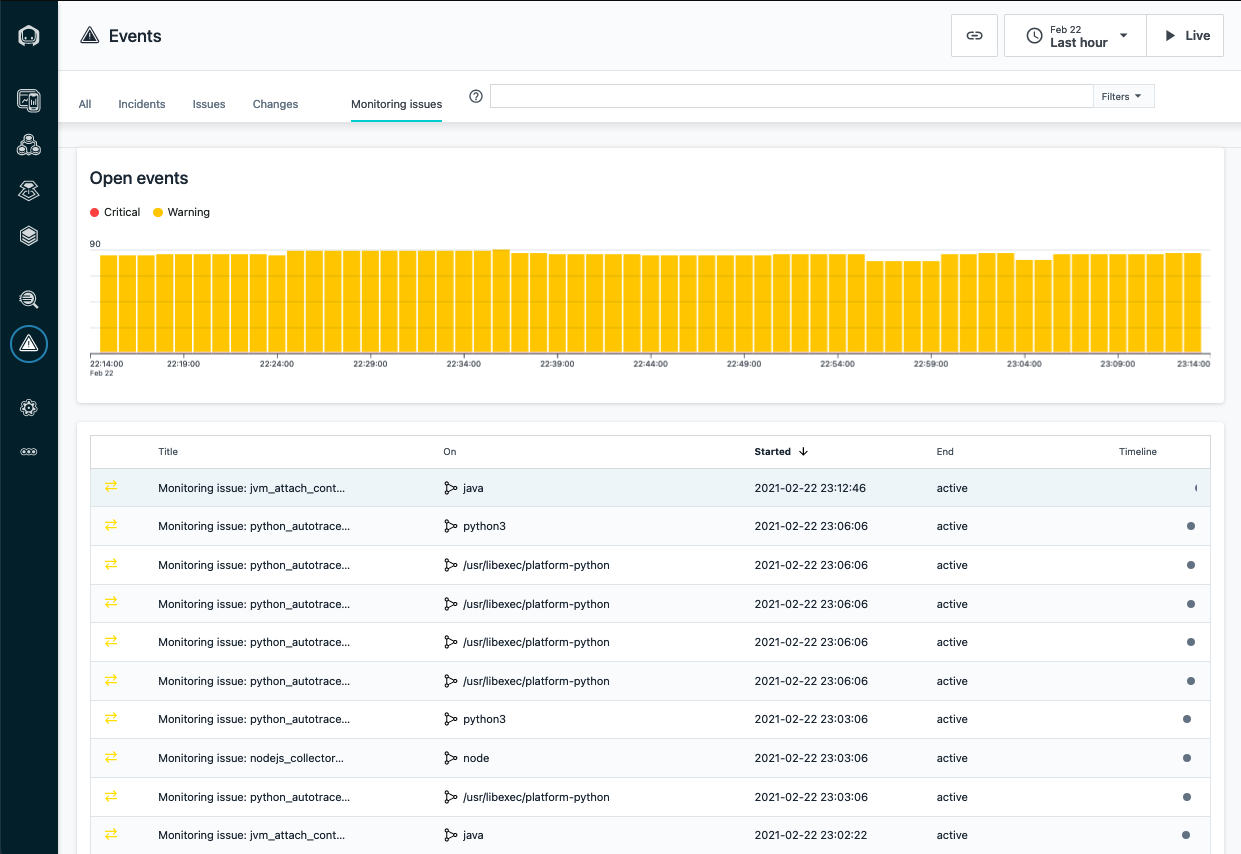 Events
Feb 22
Last hour
Live
All Incidents Issues Changes Monitoring issues
Filters
Open events
Critical Warning
90
22:14:00 22:19:00 22:24:00 22:29:00 22:34:00 22:39:00 22:44:00 22:49:00 22:54:00 22:59:00 23:04:00 23:09:00 23:14:00
Feb 22
Title On Started End Timeline
Monitoring issue: jvm_attach_cont... java 2021-02-22 23:12:46 active
Monitoring issue: python_autotrace... python3 2021-02-22 23:06:06 active
Monitoring issue: python_autotrace... /usr/libexec/platform-python 2021-02-22 23:06:06 active
Monitoring issue: python_autotrace... /usr/libexec/platform-python 2021-02-22 23:06:06 active
Monitoring issue: python_autotrace... /usr/libexec/platform-python 2021-02-22 23:06:06 active
Monitoring issue: python_autotrace... /usr/libexec/platform-python 2021-02-22 23:06:06 active
Monitoring issue: python_autotrace... python3 2021-02-22 23:03:06 active
Monitoring issue: nodejs_collector... node 2021-02-22 23:03:06 active
Monitoring issue: python_autotrace... /usr/libexec/platform-python 2021-02-22 23:03:06 active
Monitoring issue: jvm_attach_cont... java 2021-02-22 23:02:22 active